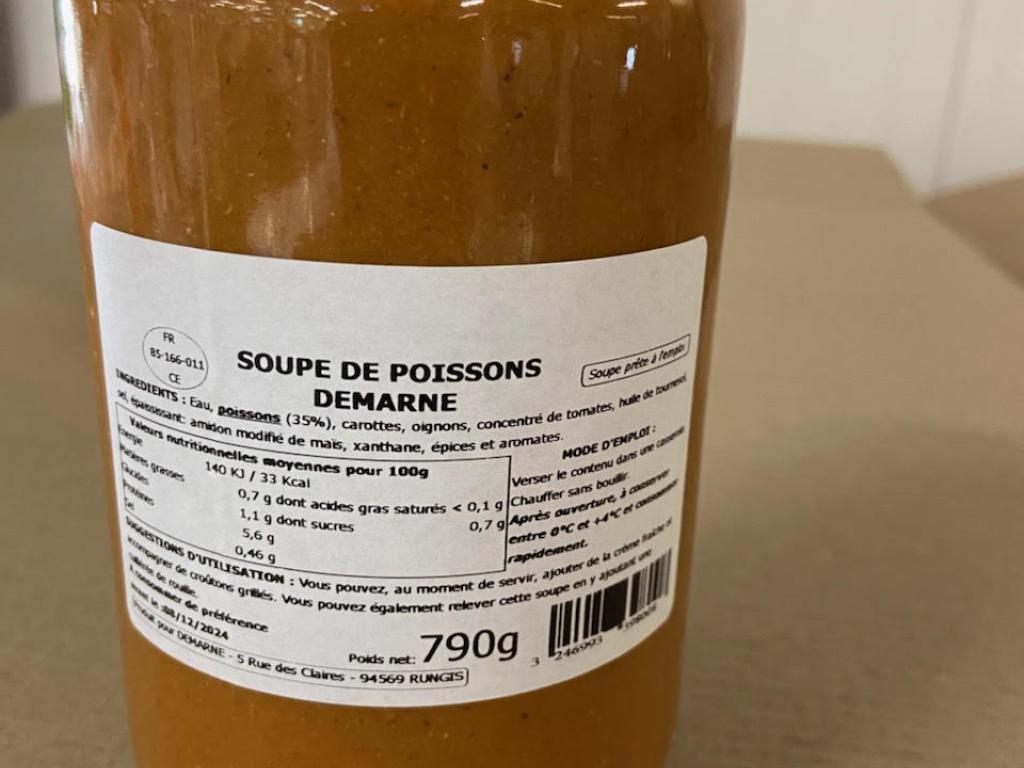 FR
85-166-011
CE
SOUPE DE POISSONS
DEMARNE
Soupe prête à l'emploi
INGREDIENTS : Eau, poissons (35%), carottes, oignons, concentré de tomates, huile de tournesol,
sel, épaississant: amidon modifié de maïs, xanthane, épices et aromates.
Valeurs nutritionnelles moyennes pour 100g
Energie 140 KJ / 33 Kcal
Matières grasses 0,7 g dont acides gras saturés < 0,1 g
Glucides 1,1 g dont sucres 0,7 g
Protéines 5,6 g
Sel 0,46 g
MODE D'EMPLOI :
Verser le contenu dans une casserole
Chauffer sans bouillir.
Après ouverture, à conserver
entre 0°C et +4°C et consommer
rapidement.
SUGGESTIONS D'UTILISATION : Vous pouvez, au moment de servir, ajouter de la crème fraîche et
accompagner de croûtons grillés. Vous pouvez également relever cette soupe en y ajoutant une
cuillerée de rouille.
A consommer de préférence
avant le :08/12/2024
Poids net: 790g
3 246993
Produit pour DEMARNE - 5 Rue des Claires - 94569 RUNGIS